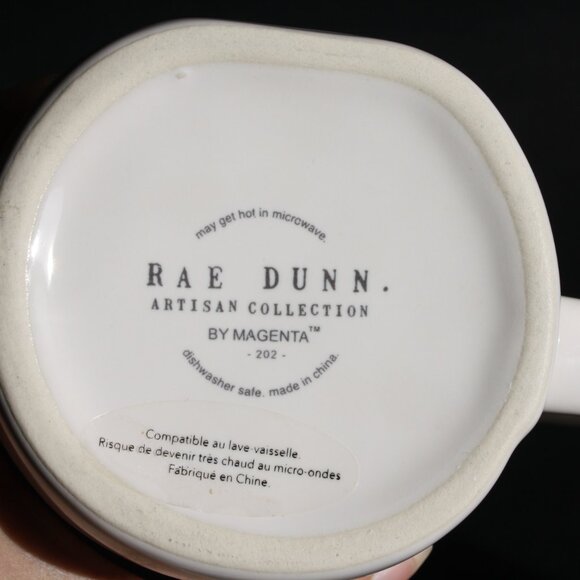 may get hot in microwave.
RAE DUNN.
ARTISAN COLLECTION
BY MAGENTA™
- 202 -
dishwasher safe. made in china.
Compatible au lave-vaisselle.
Risque de devenir très chaud au micro-ondes
Fabriqué en Chine.